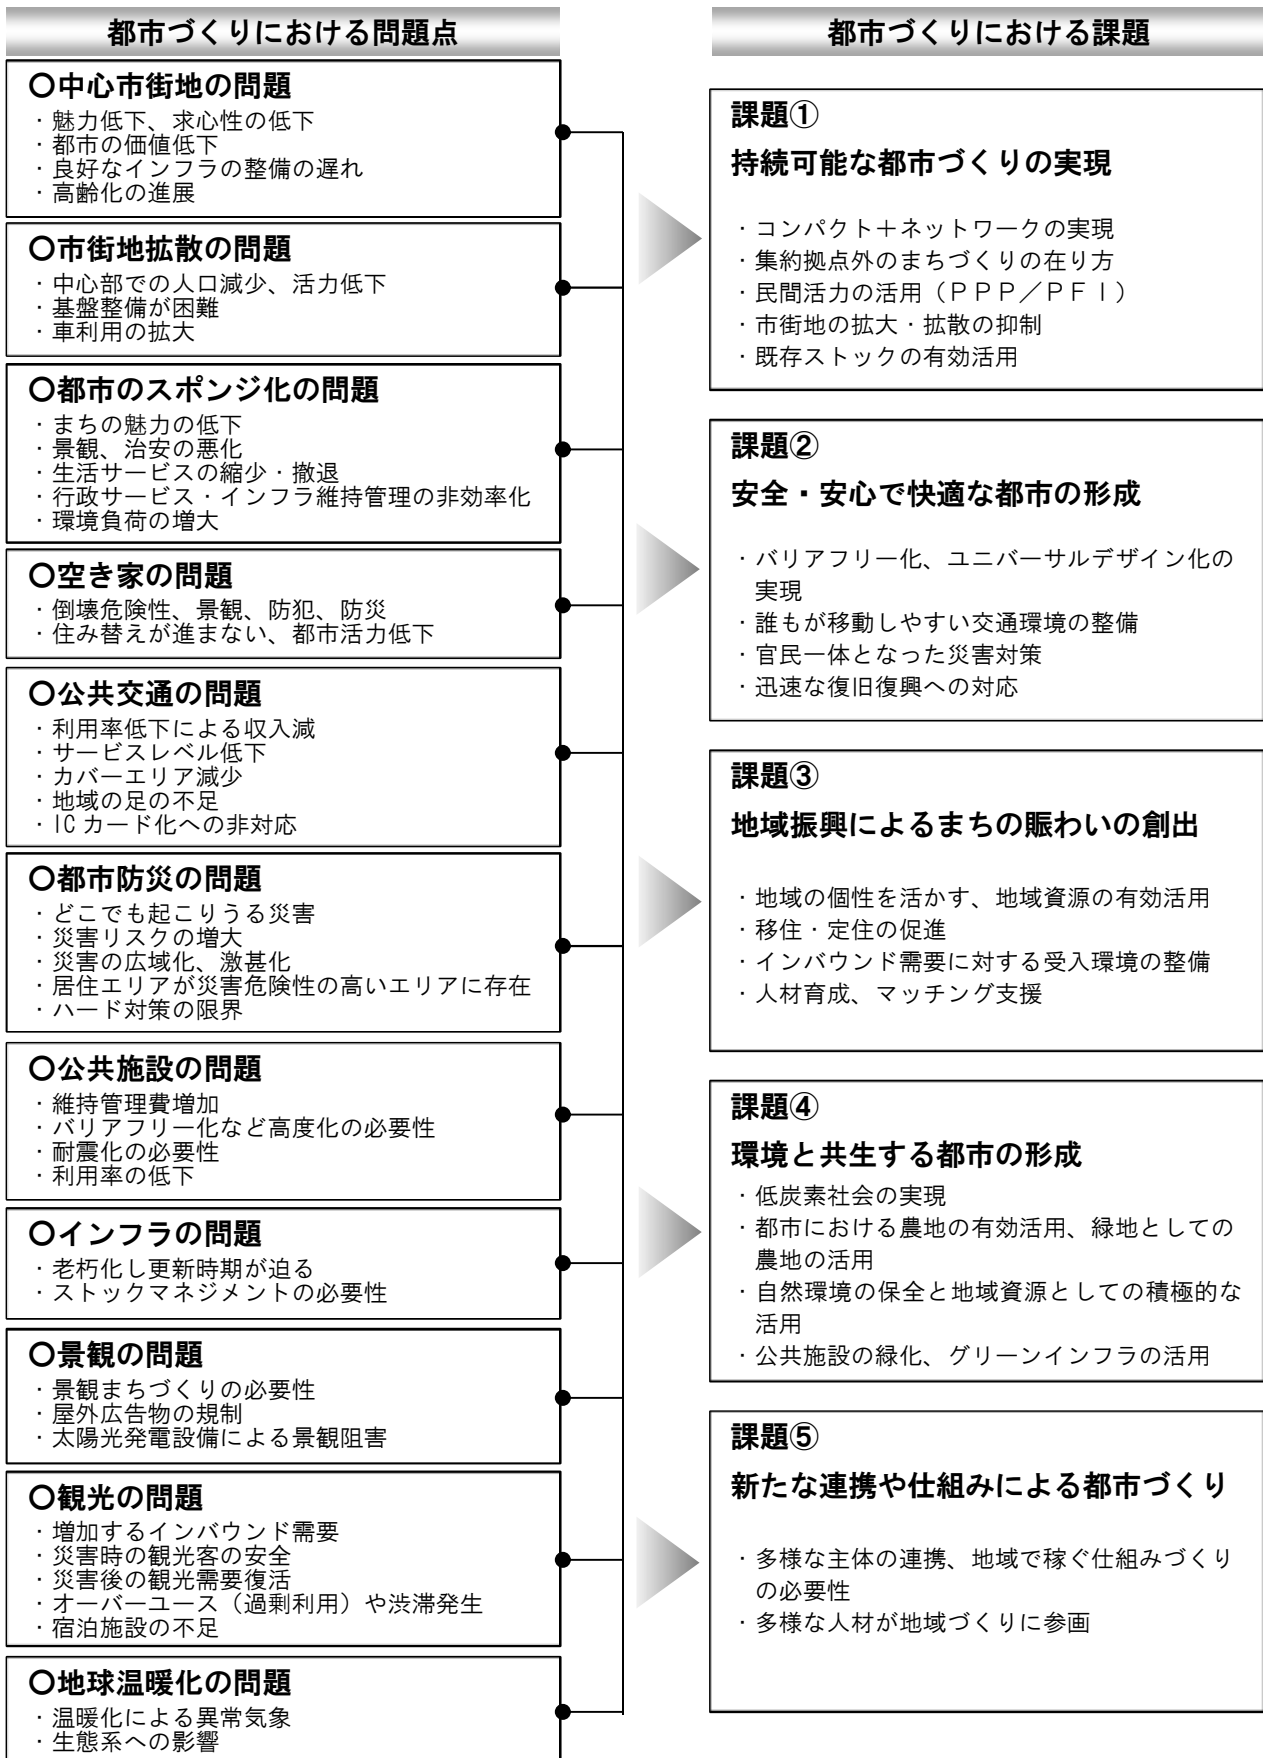 都市づくりにおける問題点
〇中心市街地の問題
・魅力低下、求心性の低下
・都市の価値低下
・良好なインフラの整備の遅れ
・高齢化の進展
〇市街地拡散の問題
・中心部での人口減少、活力低下
・基盤整備が困難
・車利用の拡大
〇都市のスポンジ化の問題
・まちの魅力の低下
・景観、治安の悪化
・生活サービスの縮少・撤退
・行政サービス・インフラ維持管理の非効率化
・環境負荷の増大
〇空き家の問題
・倒壊危険性、景観、防犯、防災
・住み替えが進まない、都市活力低下
〇公共交通の問題
・利用率低下による収入減
・サービスレベル低下
・カバーエリア減少
・地域の足の不足
・ICカード化への非対応
〇都市防災の問題
・どこでも起こりうる災害
・災害リスクの増大
・災害の広域化、激甚化
・居住エリアが災害危険性の高いエリアに存在
・ハード対策の限界
〇公共施設の問題
・維持管理費増加
・バリアフリー化など高度化の必要性
・耐震化の必要性
・利用率の低下
〇インフラの問題
・老朽化し更新時期が迫る
・ストックマネジメントの必要性
〇景観の問題
・景観まちづくりの必要性
・屋外広告物の規制
・太陽光発電設備による景観阻害
〇観光の問題
・増加するインバウンド需要
・災害時の観光客の安全
・災害後の観光需要復活
・オーバーユース（過剰利用）や渋滞発生
・宿泊施設の不足
〇地球温暖化の問題
・温暖化による異常気象
・生態系への影響
都市づくりにおける課題
課題①
持続可能な都市づくりの実現
・コンパクト＋ネットワークの実現
・集約拠点外のまちづくりの在り方
・民間活力の活用（ＰＰＰ／ＰＦＩ）
・市街地の拡大・拡散の抑制
・既存ストックの有効活用
課題②
安全・安心で快適な都市の形成
・バリアフリー化、ユニバーサルデザイン化の
実現
・誰もが移動しやすい交通環境の整備
・官民一体となった災害対策
・迅速な復旧復興への対応
課題③
地域振興によるまちの賑わいの創出
・地域の個性を活かす、地域資源の有効活用
・移住・定住の促進
・インバウンド需要に対する受入環境の整備
・人材育成、マッチング支援
課題④
環境と共生する都市の形成
・低炭素社会の実現
・都市における農地の有効活用、緑地としての
農地の活用
・自然環境の保全と地域資源としての積極的な
活用
・公共施設の緑化、グリーンインフラの活用
課題⑤
新たな連携や仕組みによる都市づくり
・多様な主体の連携、地域で稼ぐ仕組みづくり
の必要性
・多様な人材が地域づくりに参画